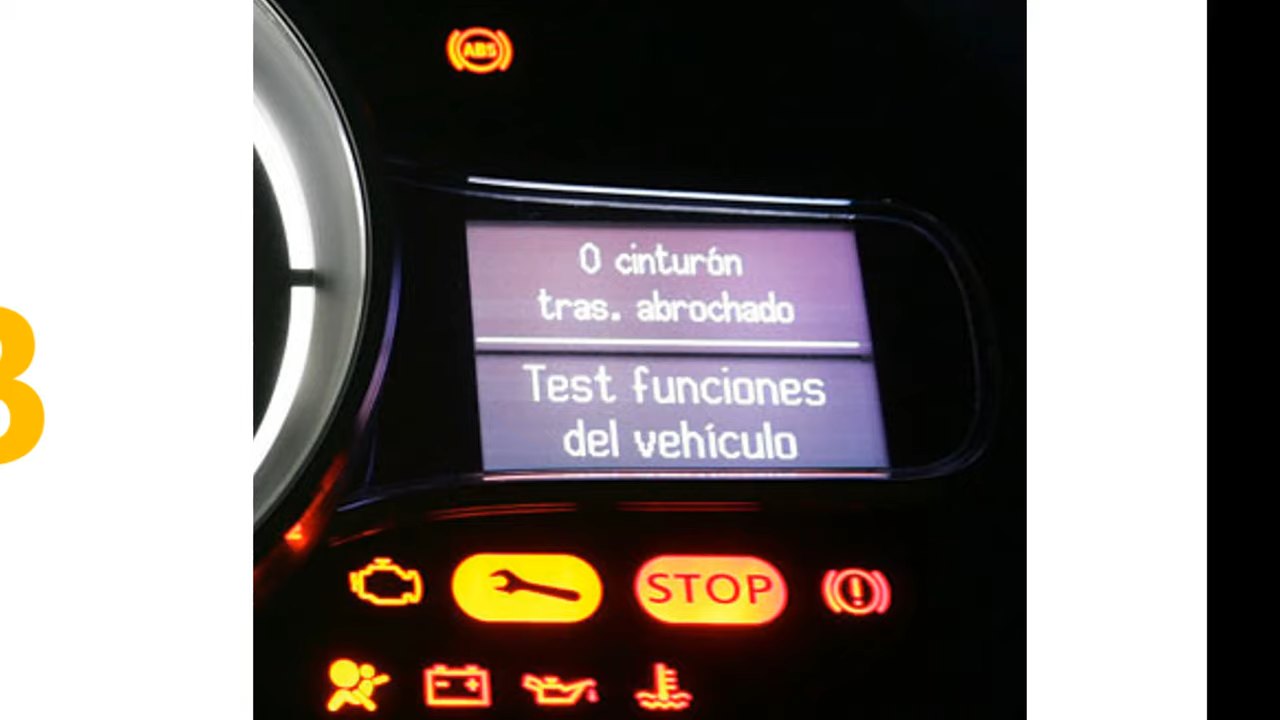 ABS
0 cinturón
tras. abrochado
Test funciones
del vehículo
STOP